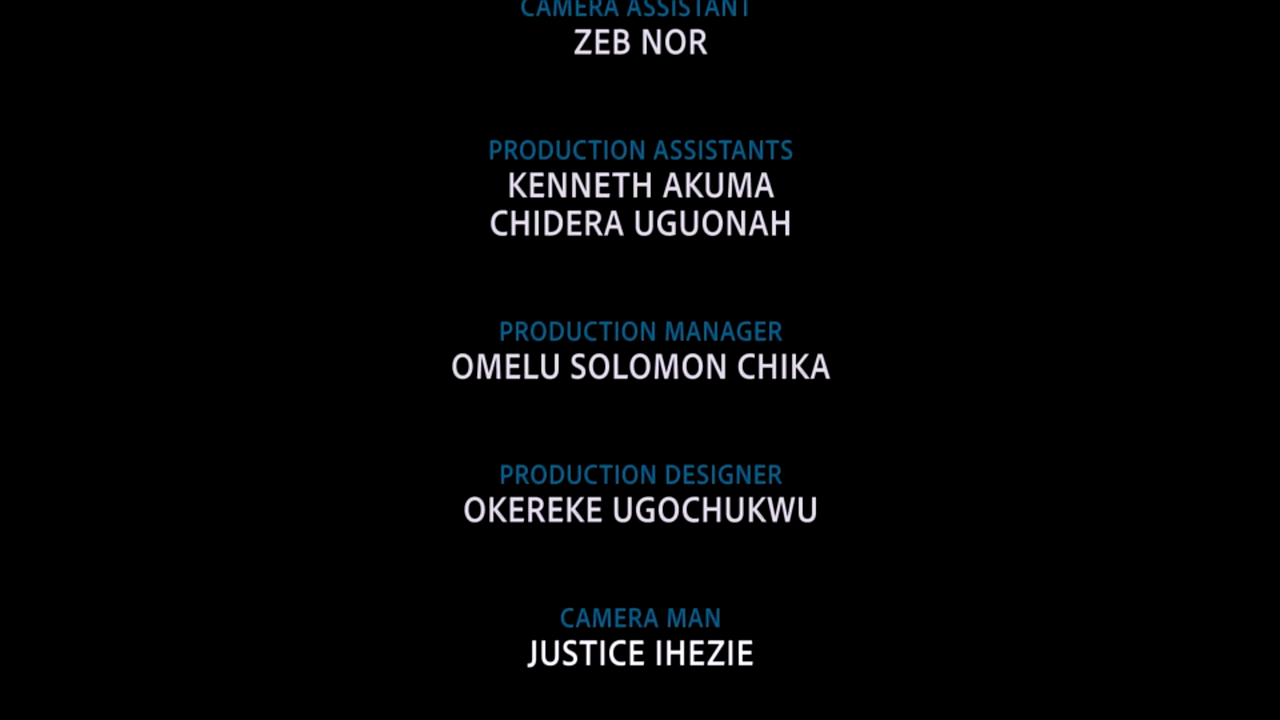 CAMERA ASSISTANT
ZEB NOR
PRODUCTION ASSISTANTS
KENNETH AKUMA
CHIDERA UGUONAH
PRODUCTION MANAGER
OMELU SOLOMON CHIKA
PRODUCTION DESIGNER
OKEREKE UGOCHUKWU
CAMERA MAN
JUSTICE IHEZIE